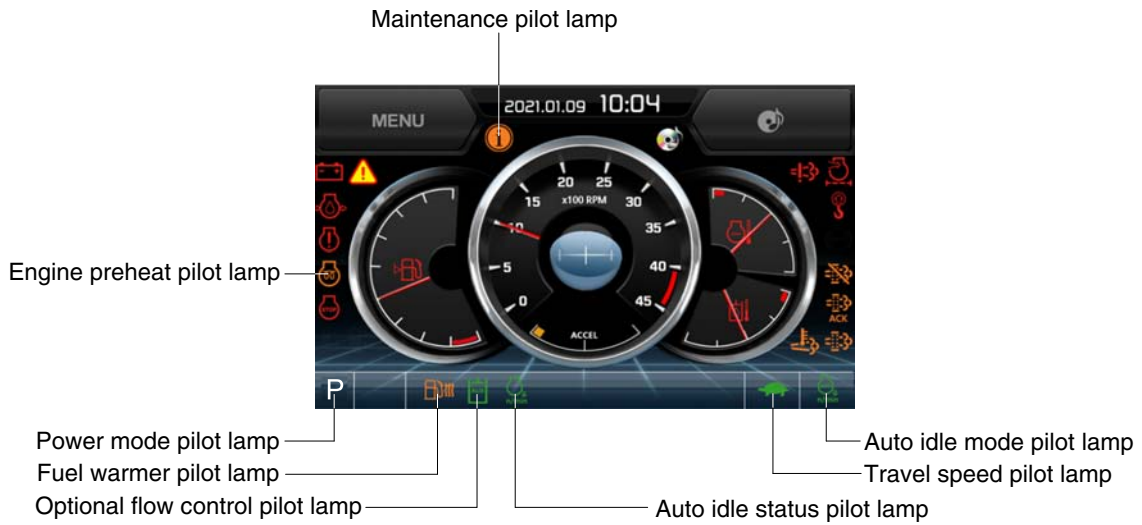 Maintenance pilot lamp
MENU
2021.01.09 10:04
20 25
x100 RPM
15 30
10 35
5 40
0 45
Engine preheat pilot lamp
STOP
ACK
ACCEL
P
Power mode pilot lamp
Auto idle mode pilot lamp
Fuel warmer pilot lamp
Travel speed pilot lamp
Optional flow control pilot lamp
Auto idle status pilot lamp